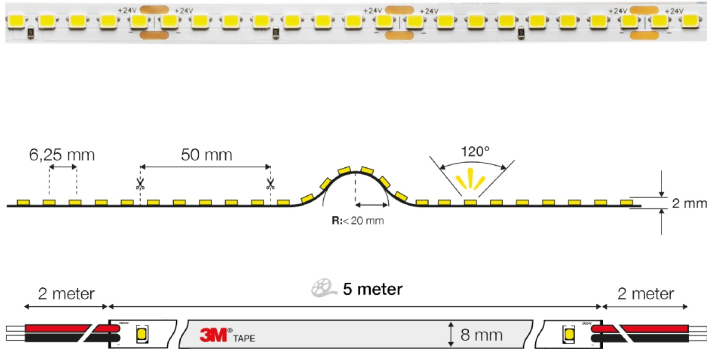 +24V +24V +24V +24V +24V +24V
6,25 mm
50 mm
120°
R:<20 mm
2 mm
2 meter
5 meter
2 meter
3M® TAPE
8 mm